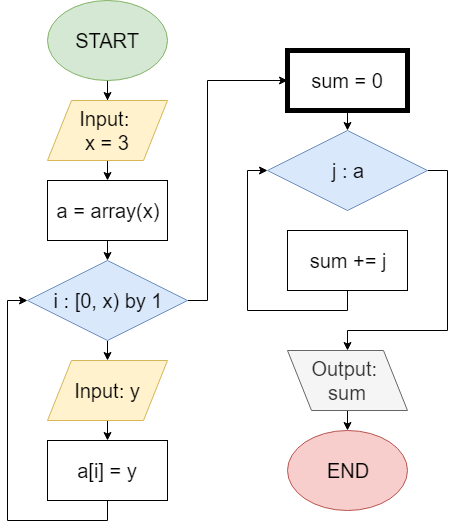 START
Input:
x = 3
a = array(x)
i : [0, x) by 1
Input: y
a[i] = y
sum = 0
j : a
sum += j
Output:
sum
END